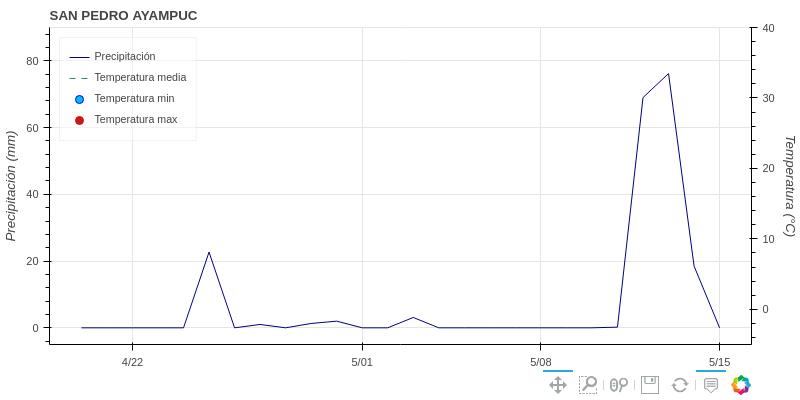 SAN PEDRO AYAMPUC
Precipitación
Temperatura media
Temperatura min
Temperatura max
Precipitación (mm)
80
60
40
20
0
Temperatura (°C)
40
30
20
10
0
4/22
5/01
5/08
5/15